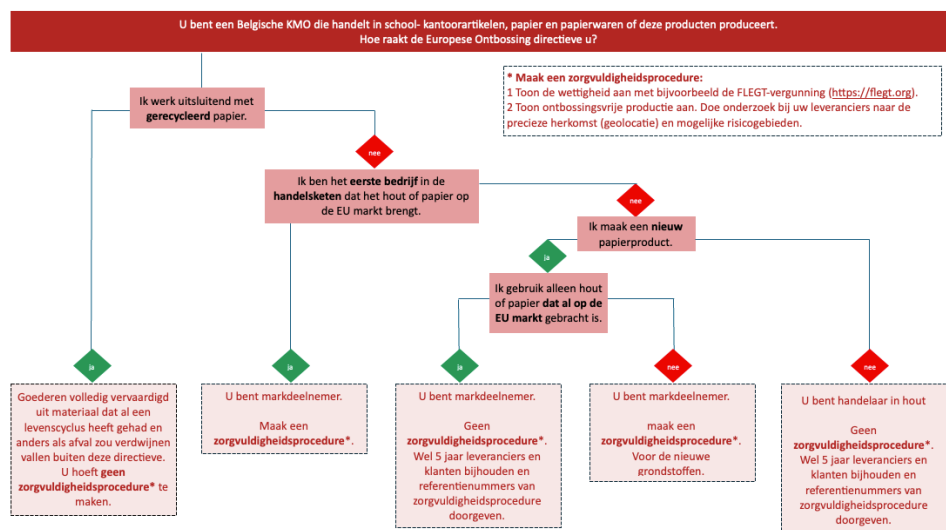 U bent een Belgische KMO die handelt in school- kantoorartikelen, papier en papierwaren of deze producten produceert.
Hoe raakt de Europese Ontbossing directieve u?
* Maak een zorgvuldigheidsprocedure:
1 Toon de wettigheid aan met bijvoorbeeld de FLEGT-vergunning (https://flegt.org).
2 Toon ontbossingsvrije productie aan. Doe onderzoek bij uw leveranciers naar de
precieze herkomst (geolocatie) en mogelijke risicogebieden.
Ik werk uitsluitend met
gerecycleerd papier.
nee
Ik ben het eerste bedrijf in de
handelsketen dat het hout of papier op
de EU markt brengt.
nee
Ik maak een nieuw
papierproduct.
ja
Ik gebruik alleen hout
of papier dat al op de
EU markt gebracht is.
ja
ja
ja
nee
nee
Goederen volledig vervaardigd
uit materiaal dat al een
levenscyclus heeft gehad en
anders als afval zou verdwijnen
vallen buiten deze directieve.
U hoeft geen
zorgvuldigheidsprocedure* te
maken.
U bent markdeelnemer.
Maak een
zorgvuldigheidsprocedure*.
U bent markdeelnemer.
Geen
zorgvuldigheidsprocedure*.
Wel 5 jaar leveranciers en
klanten bijhouden en
referentienummers van
zorgvuldigheidsprocedure
doorgeven.
U bent markdeelnemer.
maak een
zorgvuldigheidsprocedure*.
Voor de nieuwe
grondstoffen.
U bent handelaar in hout
Geen
zorgvuldigheidsprocedure*.
Wel 5 jaar leveranciers en
klanten bijhouden en
referentienummers van
zorgvuldigheidsprocedure
doorgeven.